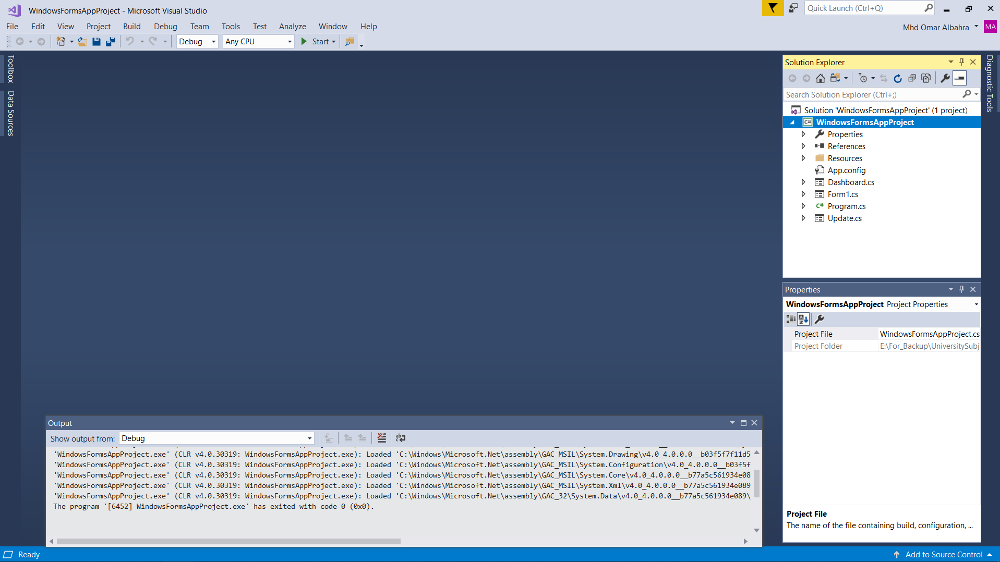 WindowsFormsAppProject - Microsoft Visual Studio
Quick Launch (Ctrl+Q)
File Edit View Project Build Debug Team Tools Test Analyze Window Help
Mhd Omar Albahra MA
Debug Any CPU Start
Toolbox
Data Sources
Solution Explorer
Search Solution Explorer (Ctrl+;)
Solution 'WindowsFormsAppProject' (1 project)
C# WindowsFormsAppProject
Properties
References
Resources
App.config
Dashboard.cs
Form1.cs
C# Program.cs
Update.cs
Diagnostic Tools
Properties
WindowsFormsAppProject Project Properties
Project File WindowsFormsAppProject.cs
Project Folder E:\For_Backup\UniversitySubj
Project File
The name of the file containing build, configuration, ...
Output
Show output from: Debug
'WindowsFormsAppProject.exe' (CLR v4.0.30319: WindowsFormsAppProject.exe): Loaded 'C:\Windows\Microsoft.Net\assembly\GAC_MSIL\System.Drawing\v4.0_4.0.0.0__b03f5f7f11d5
'WindowsFormsAppProject.exe' (CLR v4.0.30319: WindowsFormsAppProject.exe): Loaded 'C:\Windows\Microsoft.Net\assembly\GAC_MSIL\System.Configuration\v4.0_4.0.0.0__b03f5f
'WindowsFormsAppProject.exe' (CLR v4.0.30319: WindowsFormsAppProject.exe): Loaded 'C:\Windows\Microsoft.Net\assembly\GAC_MSIL\System.Core\v4.0_4.0.0.0__b77a5c561934e08
'WindowsFormsAppProject.exe' (CLR v4.0.30319: WindowsFormsAppProject.exe): Loaded 'C:\Windows\Microsoft.Net\assembly\GAC_MSIL\System.Xml\v4.0_4.0.0.0__b77a5c561934e089
'WindowsFormsAppProject.exe' (CLR v4.0.30319: WindowsFormsAppProject.exe): Loaded 'C:\Windows\Microsoft.Net\assembly\GAC_32\System.Data\v4.0_4.0.0.0__b77a5c561934e089\
The program '[6452] WindowsFormsAppProject.exe' has exited with code 0 (0x0).
Ready
Add to Source Control